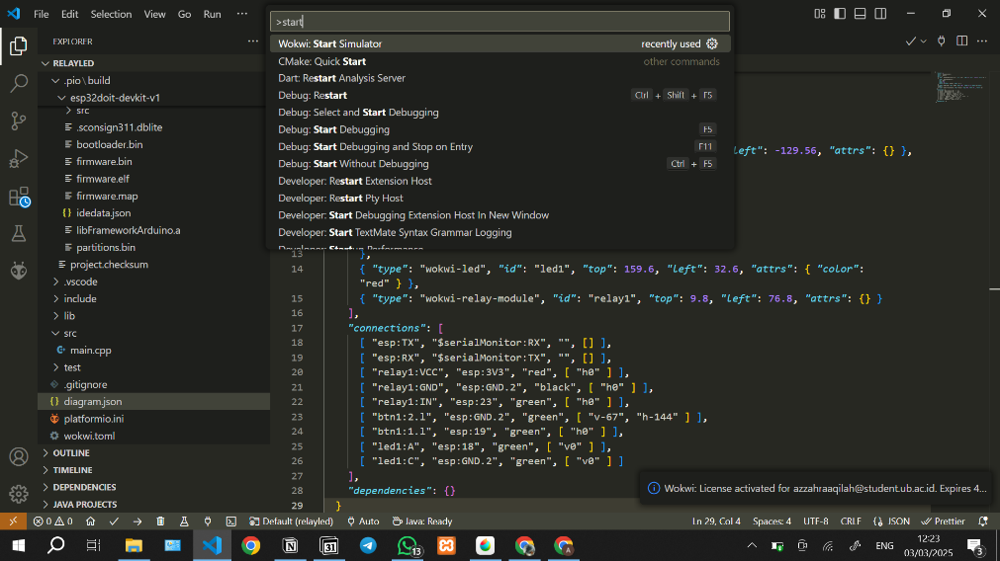 File Edit Selection View Go Run ···
>start
Wokwi: Start Simulator recently used
CMake: Quick Start other commands
Dart: Restart Analysis Server
Debug: Restart Ctrl + Shift + F5
Debug: Select and Start Debugging
Debug: Start Debugging F5
Debug: Start Debugging and Stop on Entry F11
Debug: Start Without Debugging Ctrl + F5
Developer: Restart Extension Host
Developer: Restart Pty Host
Developer: Start Debugging Extension Host In New Window
Developer: Start TextMate Syntax Grammar Logging
Developer: Startup Performance
EXPLORER ···
RELAYLED
.pio\build
esp32doit-devkit-v1
src
.sconsign311.dblite
bootloader.bin
firmware.bin
firmware.elf
firmware.map
idedata.json
libFrameworkArduino.a
partitions.bin
project.checksum
.vscode
include
lib
src
main.cpp
test
.gitignore
diagram.json
platformio.ini
wokwi.toml
OUTLINE
TIMELINE
DEPENDENCIES
JAVA PROJECTS
left": -129.56, "attrs": {} },
13 },
14 { "type": "wokwi-led", "id": "led1", "top": 159.6, "left": 32.6, "attrs": { "color":
"red" } },
15 { "type": "wokwi-relay-module", "id": "relay1", "top": 9.8, "left": 76.8, "attrs": {} }
16 ],
17 "connections": [
18 [ "esp:TX", "$serialMonitor:RX", "", [] ],
19 [ "esp:RX", "$serialMonitor:TX", "", [] ],
20 [ "relay1:VCC", "esp:3V3", "red", [ "h0" ] ],
21 [ "relay1:GND", "esp:GND.2", "black", [ "h0" ] ],
22 [ "relay1:IN", "esp:23", "green", [ "h0" ] ],
23 [ "btn1:2.l", "esp:GND.2", "green", [ "v-67", "h-144" ] ],
24 [ "btn1:1.l", "esp:19", "green", [ "h0" ] ],
25 [ "led1:A", "esp:18", "green", [ "v0" ] ],
26 [ "led1:C", "esp:GND.2", "green", [ "v0" ] ]
27 ],
28 "dependencies": {}
29 }
Wokwi: License activated for azzahraaqilah@student.ub.ac.id. Expires 4...
0 0 Default (relayled) Auto Java: Ready Ln 29, Col 4 Spaces: 4 UTF-8 CRLF {} JSON Prettier
31 13 A ENG 12:23
03/03/2025 3